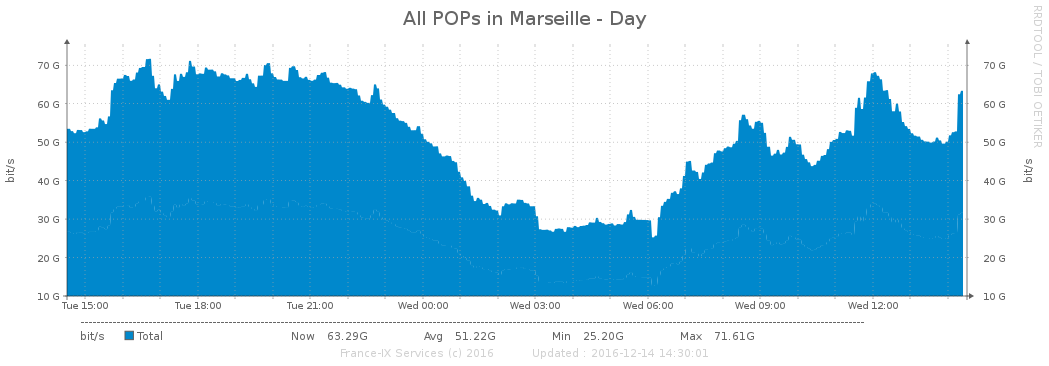 All POPs in Marseille - Day
RRDTOOL / TOBI OETIKER
70 G 70 G
60 G 60 G
50 G 50 G
40 G 40 G
30 G 30 G
20 G 20 G
10 G 10 G
bit/s bit/s
Tue 15:00 Tue 18:00 Tue 21:00 Wed 00:00 Wed 03:00 Wed 06:00 Wed 09:00 Wed 12:00
bit/s Total Now 63.29G Avg 51.22G Min 25.20G Max 71.61G
France-IX Services (c) 2016 Updated : 2016-12-14 14:30:01